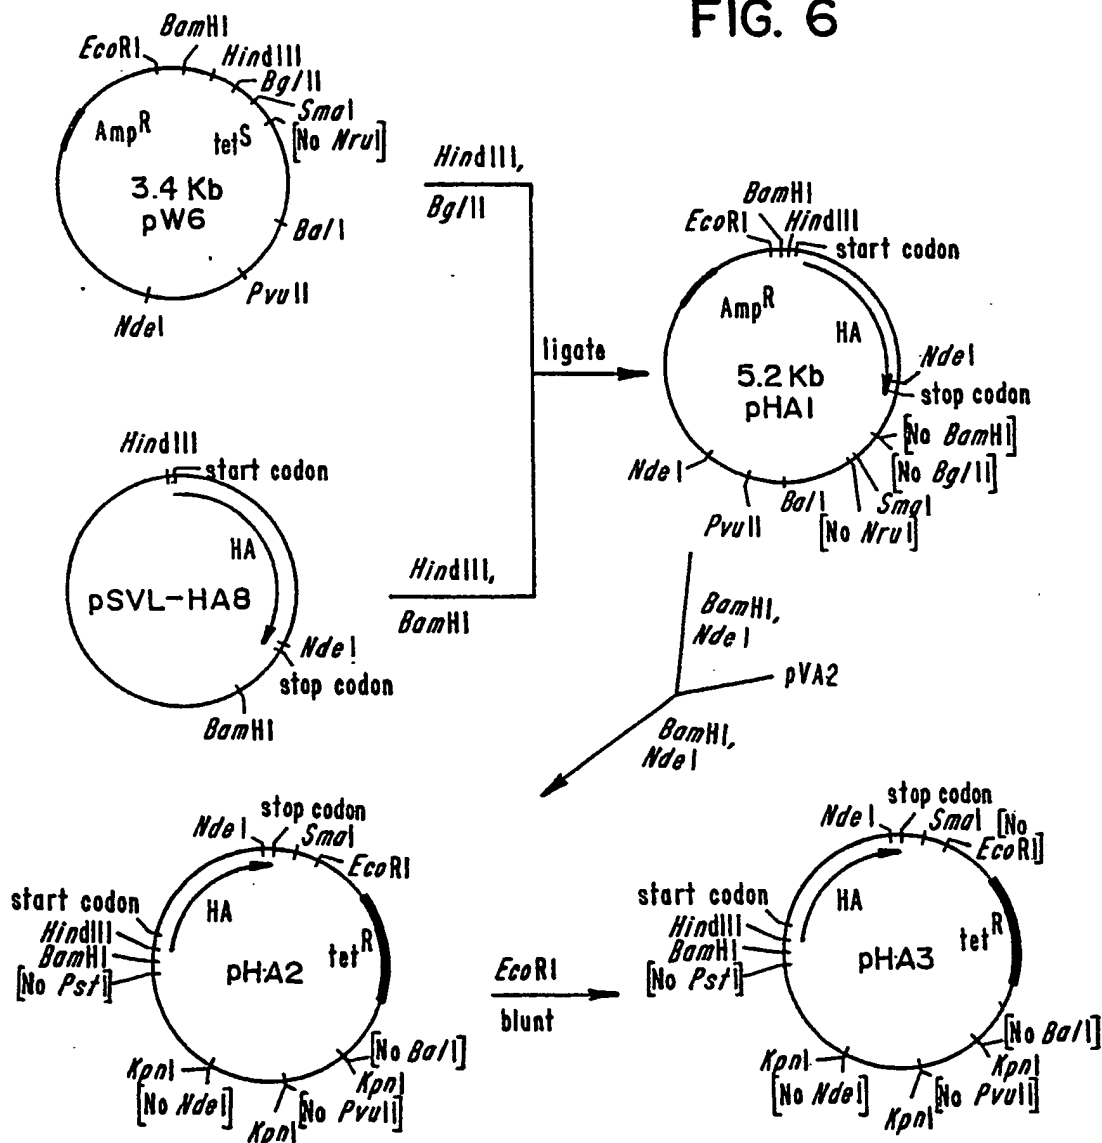 FIG. 6
BamHI
EcoRI
HindIII
BglII
SmaI
[No NruI]
AmpR
tetS
3.4 Kb
pW6
BalI
PvuII
NdeI
HindIII,
BglII
HindIII
start codon
HA
pSVL-HA8
NdeI
stop codon
BamHI
HindIII,
BamHI
ligate
BamHI
EcoRI
HindIII
start codon
AmpR
HA
5.2 Kb
pHA1
NdeI
stop codon
[No BamHI]
[No BglII]
SmaI
[No NruI]
BalI
PvuII
NdeI
BamHI,
NdeI
pVA2
BamHI,
NdeI
stop codon
NdeI
SmaI
EcoRI
start codon
HA
HindIII
BamHI
[No PstI]
tetR
pHA2
[No BalI]
KpnI
KpnI
[No NdeI]
[No PvuII]
KpnI
EcoRI
blunt
stop codon
NdeI
SmaI
[No
EcoRI]
start codon
HA
HindIII
BamHI
[No PstI]
tetR
pHA3
[No BalI]
KpnI
KpnI
[No NdeI]
[No PvuII]
KpnI